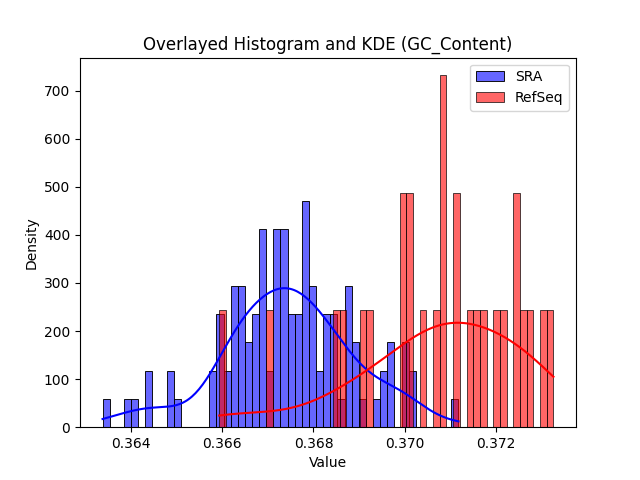 Overlayed Histogram and KDE (GC_Content)
SRA
RefSeq
700
600
500
400
300
200
100
0
Density
0.364 0.366 0.368 0.370 0.372
Value